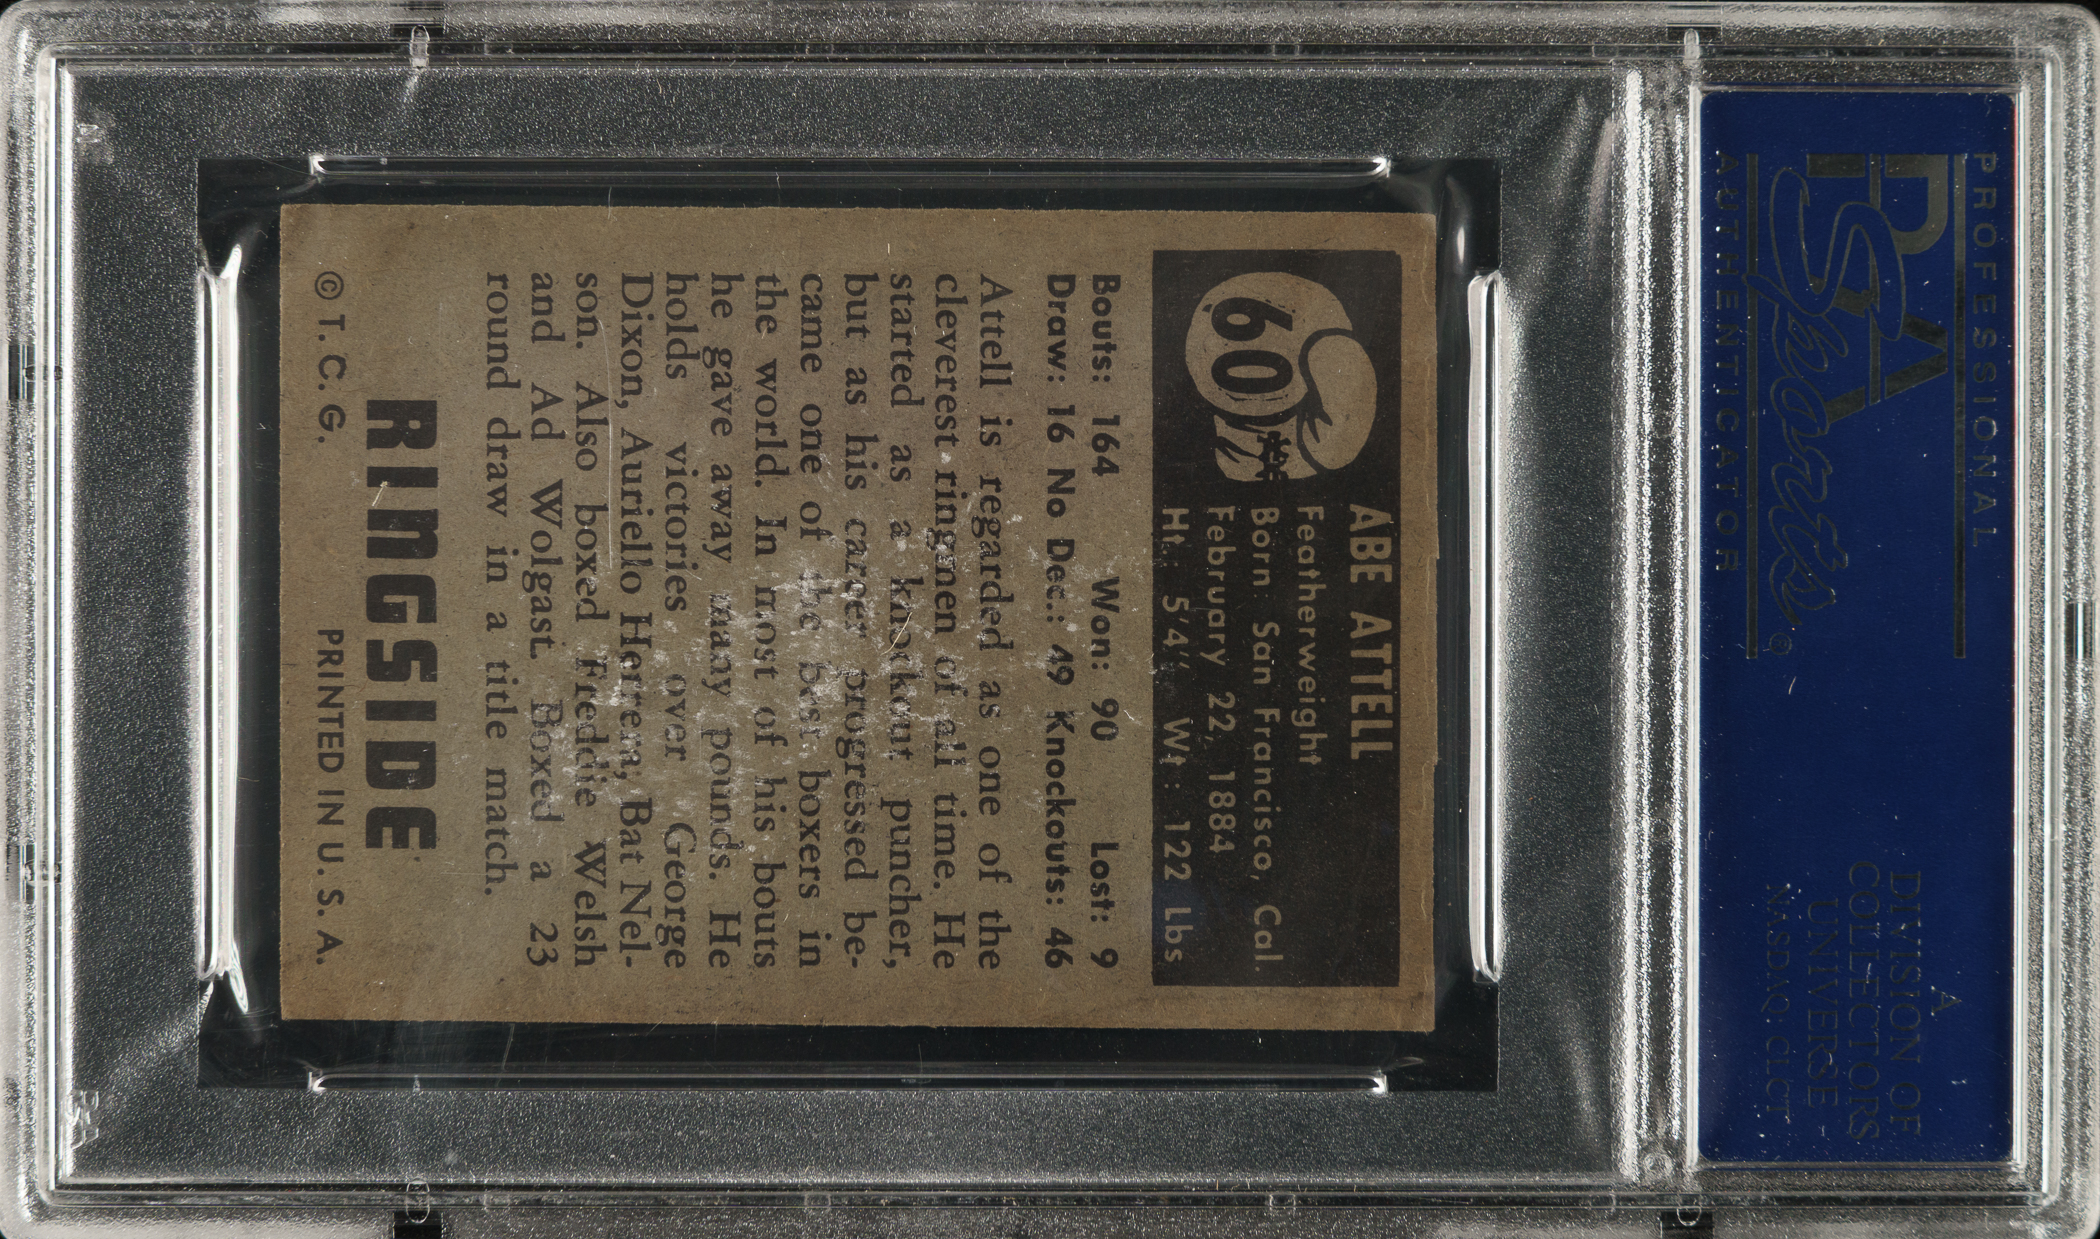 PROFESSIONAL
PSA
Sports
AUTHENTICATOR
A
DIVISION OF
COLLECTORS
UNIVERSE
NASDAQ: CLCT
60
ABE ATTELL
Featherweight
Born: San Francisco, Cal.
February 22, 1884
Ht.: 5'4" Wt: 122 Lbs.
Bouts: 164 Won: 90 Lost: 9
Draw: 16 No Dec.: 49 Knockouts: 46
Attell is regarded as one of the
cleverest ringmen of all time. He
started as a knockout puncher,
but as his career progressed be-
came one of the best boxers in
the world. In most of his bouts
he gave away many pounds. He
holds victories over George
Dixon, Auriello Herrera, Bat Nel-
son. Also boxed Freddie Welsh
and Ad Wolgast. Boxed a 23
round draw in a title match.
RINGSIDE
© T. C. G. PRINTED IN U. S. A.